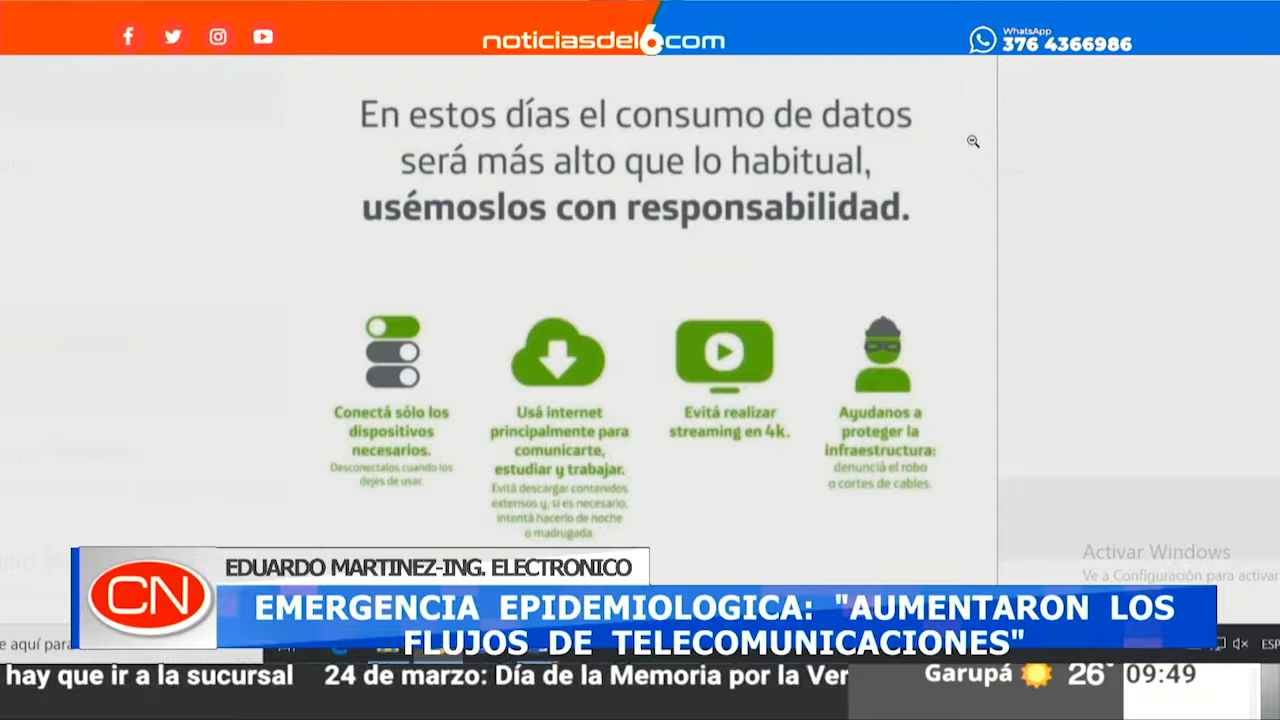 noticiasdel6.com
WhatsApp
376 4366986
En estos días el consumo de datos
será más alto que lo habitual,
usémoslos con responsabilidad.
Conectá sólo los
dispositivos
necesarios.
Desconectalos cuando los
dejes de usar.
Usá internet
principalmente para
comunicarte,
estudiar y trabajar.
Evitá descargar contenidos
extensos y, si es necesario,
intentá hacerlo de noche
o madrugada.
Evitá realizar
streaming en 4k.
Ayudanos a
proteger la
infraestructura:
denunciá el robo
o cortes de cables.
Activar Windows
Ve a Configuración para activar
CN
EDUARDO MARTINEZ-ING. ELECTRONICO
EMERGENCIA EPIDEMIOLOGICA: "AUMENTARON LOS
FLUJOS DE TELECOMUNICACIONES"
e aquí para
ESP
hay que ir a la sucursal 24 de marzo: Día de la Memoria por la Ver
Garupá 26° 09:49